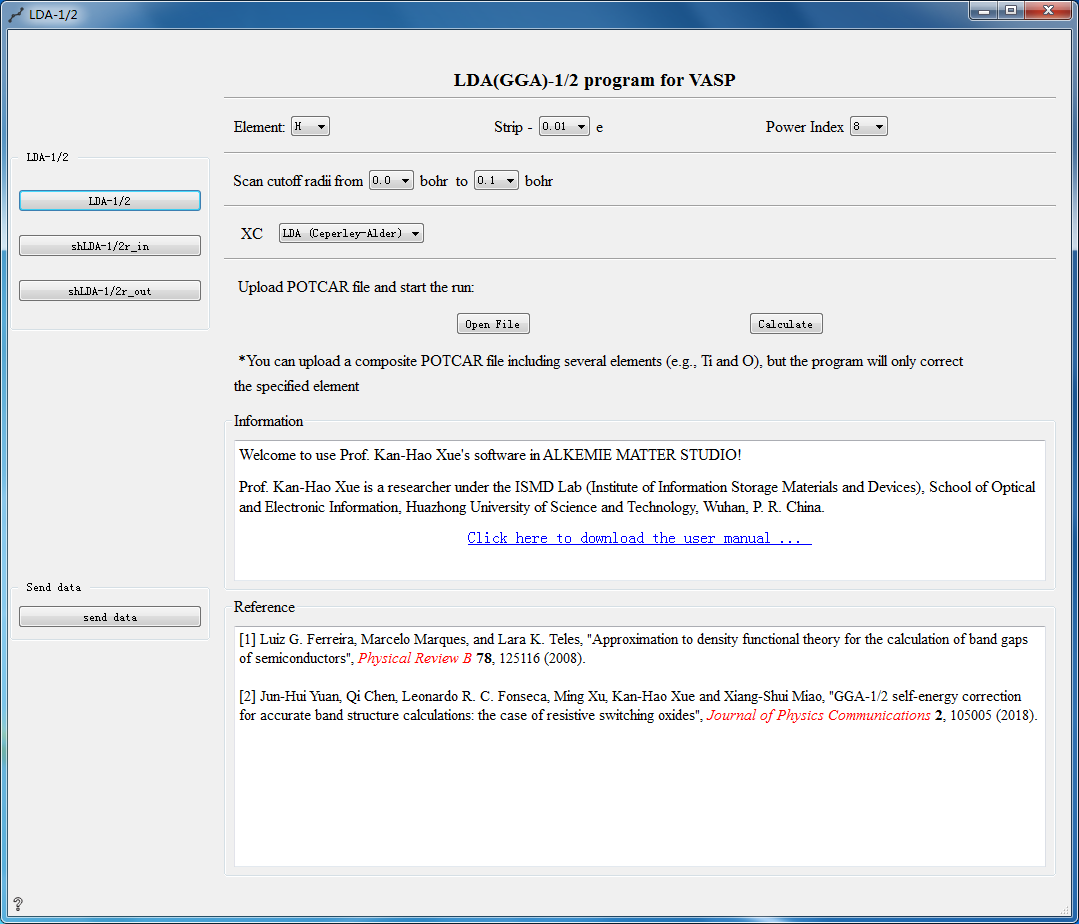 LDA-1/2
LDA(GGA)-1/2 program for VASP
Element: H Strip - 0.01 e Power Index 8
Scan cutoff radii from 0.0 bohr to 0.1 bohr
XC LDA (Ceperley-Alder)
Upload POTCAR file and start the run:
Open File Calculate
*You can upload a composite POTCAR file including several elements (e.g., Ti and O), but the program will only correct
the specified element
LDA-1/2
LDA-1/2
shLDA-1/2r_in
shLDA-1/2r_out
Send data
send data
Information
Welcome to use Prof. Kan-Hao Xue's software in ALKEMIE MATTER STUDIO!
Prof. Kan-Hao Xue is a researcher under the ISMD Lab (Institute of Information Storage Materials and Devices), School of Optical
and Electronic Information, Huazhong University of Science and Technology, Wuhan, P. R. China.
Click here to download the user manual ...
Reference
[1] Luiz G. Ferreira, Marcelo Marques, and Lara K. Teles, "Approximation to density functional theory for the calculation of band gaps
of semiconductors", Physical Review B 78, 125116 (2008).
[2] Jun-Hui Yuan, Qi Chen, Leonardo R. C. Fonseca, Ming Xu, Kan-Hao Xue and Xiang-Shui Miao, "GGA-1/2 self-energy correction
for accurate band structure calculations: the case of resistive switching oxides", Journal of Physics Communications 2, 105005 (2018).
?